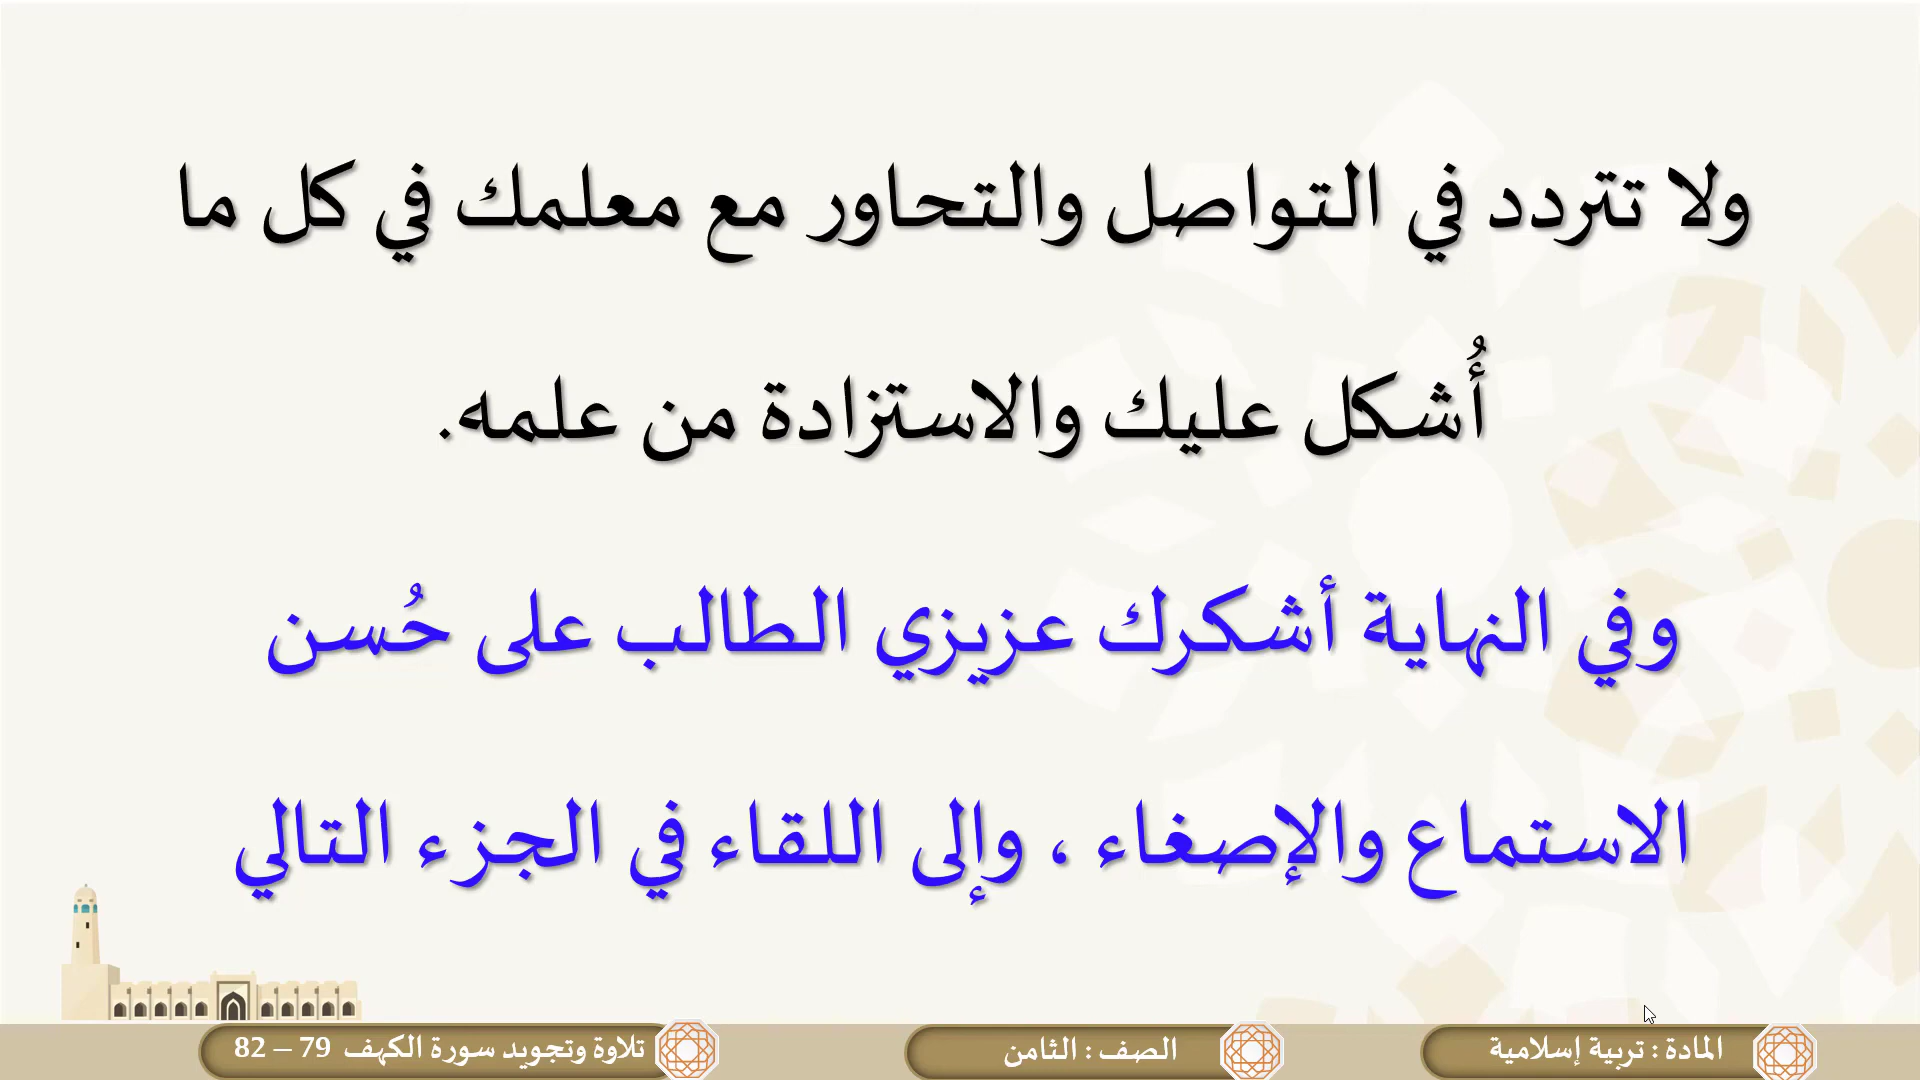 ولا تتردد في التواصل والتحاور مع معلمك في كل ما
أُشكل عليك والاستزادة من علمه.
وفي النهاية أشكرك عزيزي الطالب على حُسن
الاستماع والإصغاء ، وإلى اللقاء في الجزء التالي
المادة : تربية إسلامية
الصف : الثامن
تلاوة وتجويد سورة الكهف 79 – 82